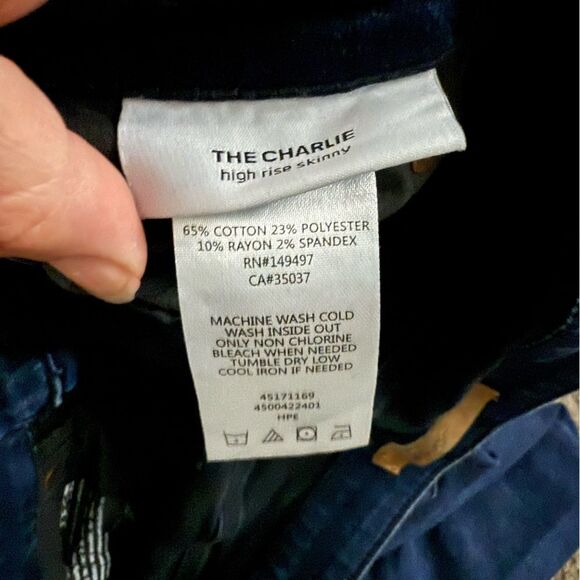 THE CHARLIE
high rise skinny
65% COTTON 23% POLYESTER
10% RAYON 2% SPANDEX
RN#149497
CA#35037
MACHINE WASH COLD
WASH INSIDE OUT
ONLY NON CHLORINE
BLEACH WHEN NEEDED
TUMBLE DRY LOW
COOL IRON IF NEEDED
45171169
4500422401
HPE